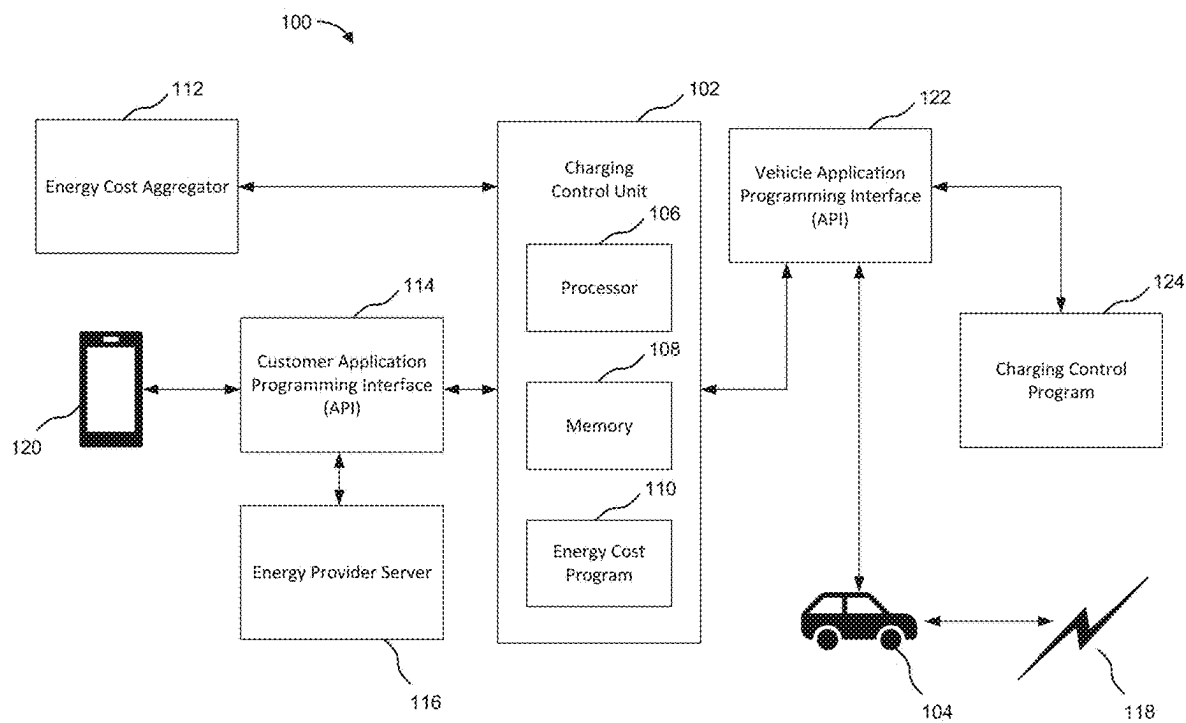 100
112
102
122
Energy Cost Aggregator
Charging
Control Unit
Vehicle Application
Programming Interface
(API)
106
Processor
114
124
Customer Application
Programming Interface
(API)
108
Memory
Charging Control
Program
120
110
Energy Provider Server
Energy Cost
Program
116
104
118